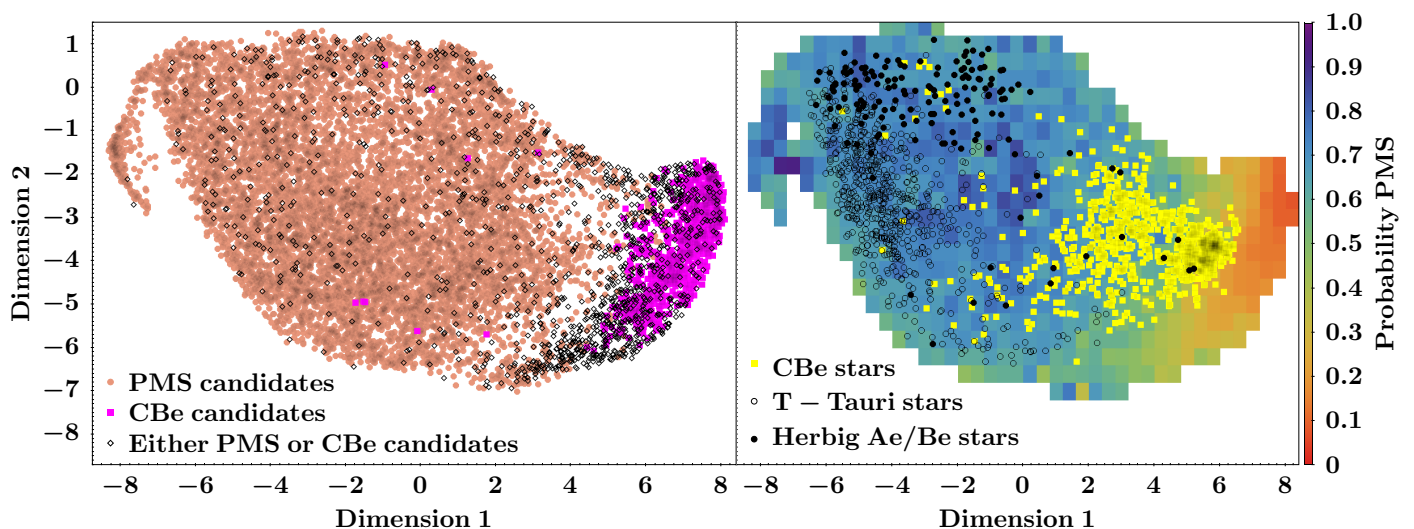 1
0
−1
−2
−3
−4
−5
−6
−7
−8
Dimension 2
PMS candidates
CBe candidates
Either PMS or CBe candidates
−8 −6 −4 −2 0 2 4 6 8
Dimension 1
CBe stars
T − Tauri stars
Herbig Ae/Be stars
−8 −6 −4 −2 0 2 4 6 8
Dimension 1
1.0
0.9
0.8
0.7
0.6
0.5
0.4
0.3
0.2
0.1
0
Probability PMS